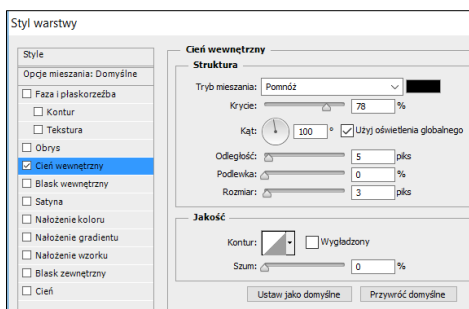 Styl warstwy
Style
Opcje mieszania: Domyślne
Faza i płaskorzeźba
Kontur
Tekstura
Obrys
Cień wewnętrzny
Blask wewnętrzny
Satyna
Nałożenie koloru
Nałożenie gradientu
Nałożenie wzorku
Blask zewnętrzny
Cień
Cień wewnętrzny
Struktura
Tryb mieszania: Pomnóż
Krycie: 78 %
Kąt: 100 ° Użyj oświetlenia globalnego
Odległość: 5 piks
Podlewka: 0 %
Rozmiar: 3 piks
Jakość
Kontur: Wygładzony
Szum: 0 %
Ustaw jako domyślne Przywróć domyślne